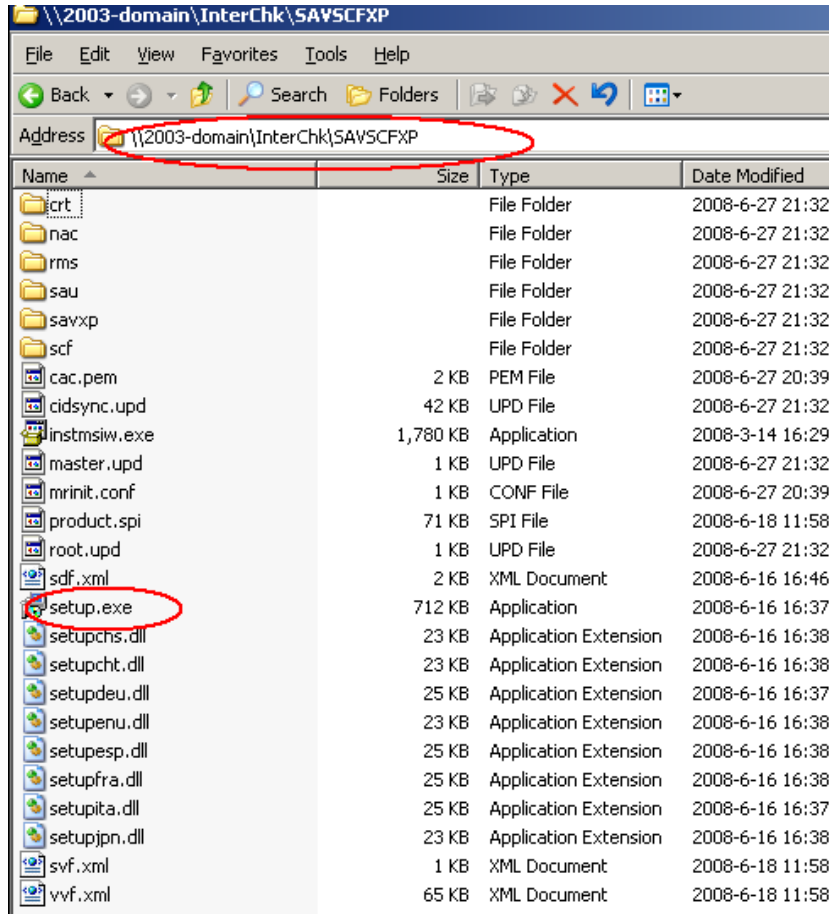 \\2003-domain\InterChk\SAVSCFXP
File Edit View Favorites Tools Help
Back Search Folders
Address \\2003-domain\InterChk\SAVSCFXP
Name Size Type Date Modified
crt File Folder 2008-6-27 21:32
nac File Folder 2008-6-27 21:32
rms File Folder 2008-6-27 21:32
sau File Folder 2008-6-27 21:32
savxp File Folder 2008-6-27 21:32
scf File Folder 2008-6-27 21:32
cac.pem 2 KB PEM File 2008-6-27 20:39
cidsync.upd 42 KB UPD File 2008-6-27 21:32
instmsiw.exe 1,780 KB Application 2008-3-14 16:29
master.upd 1 KB UPD File 2008-6-27 21:32
mrinit.conf 1 KB CONF File 2008-6-27 20:39
product.spi 71 KB SPI File 2008-6-18 11:58
root.upd 1 KB UPD File 2008-6-27 21:32
sdf.xml 2 KB XML Document 2008-6-16 16:46
setup.exe 712 KB Application 2008-6-16 16:37
setupchs.dll 23 KB Application Extension 2008-6-16 16:38
setupcht.dll 23 KB Application Extension 2008-6-16 16:38
setupdeu.dll 25 KB Application Extension 2008-6-16 16:37
setupenu.dll 23 KB Application Extension 2008-6-16 16:38
setupesp.dll 25 KB Application Extension 2008-6-16 16:38
setupfra.dll 25 KB Application Extension 2008-6-16 16:38
setupita.dll 25 KB Application Extension 2008-6-16 16:37
setupjpn.dll 23 KB Application Extension 2008-6-16 16:38
svf.xml 1 KB XML Document 2008-6-18 11:58
vvf.xml 65 KB XML Document 2008-6-18 11:58